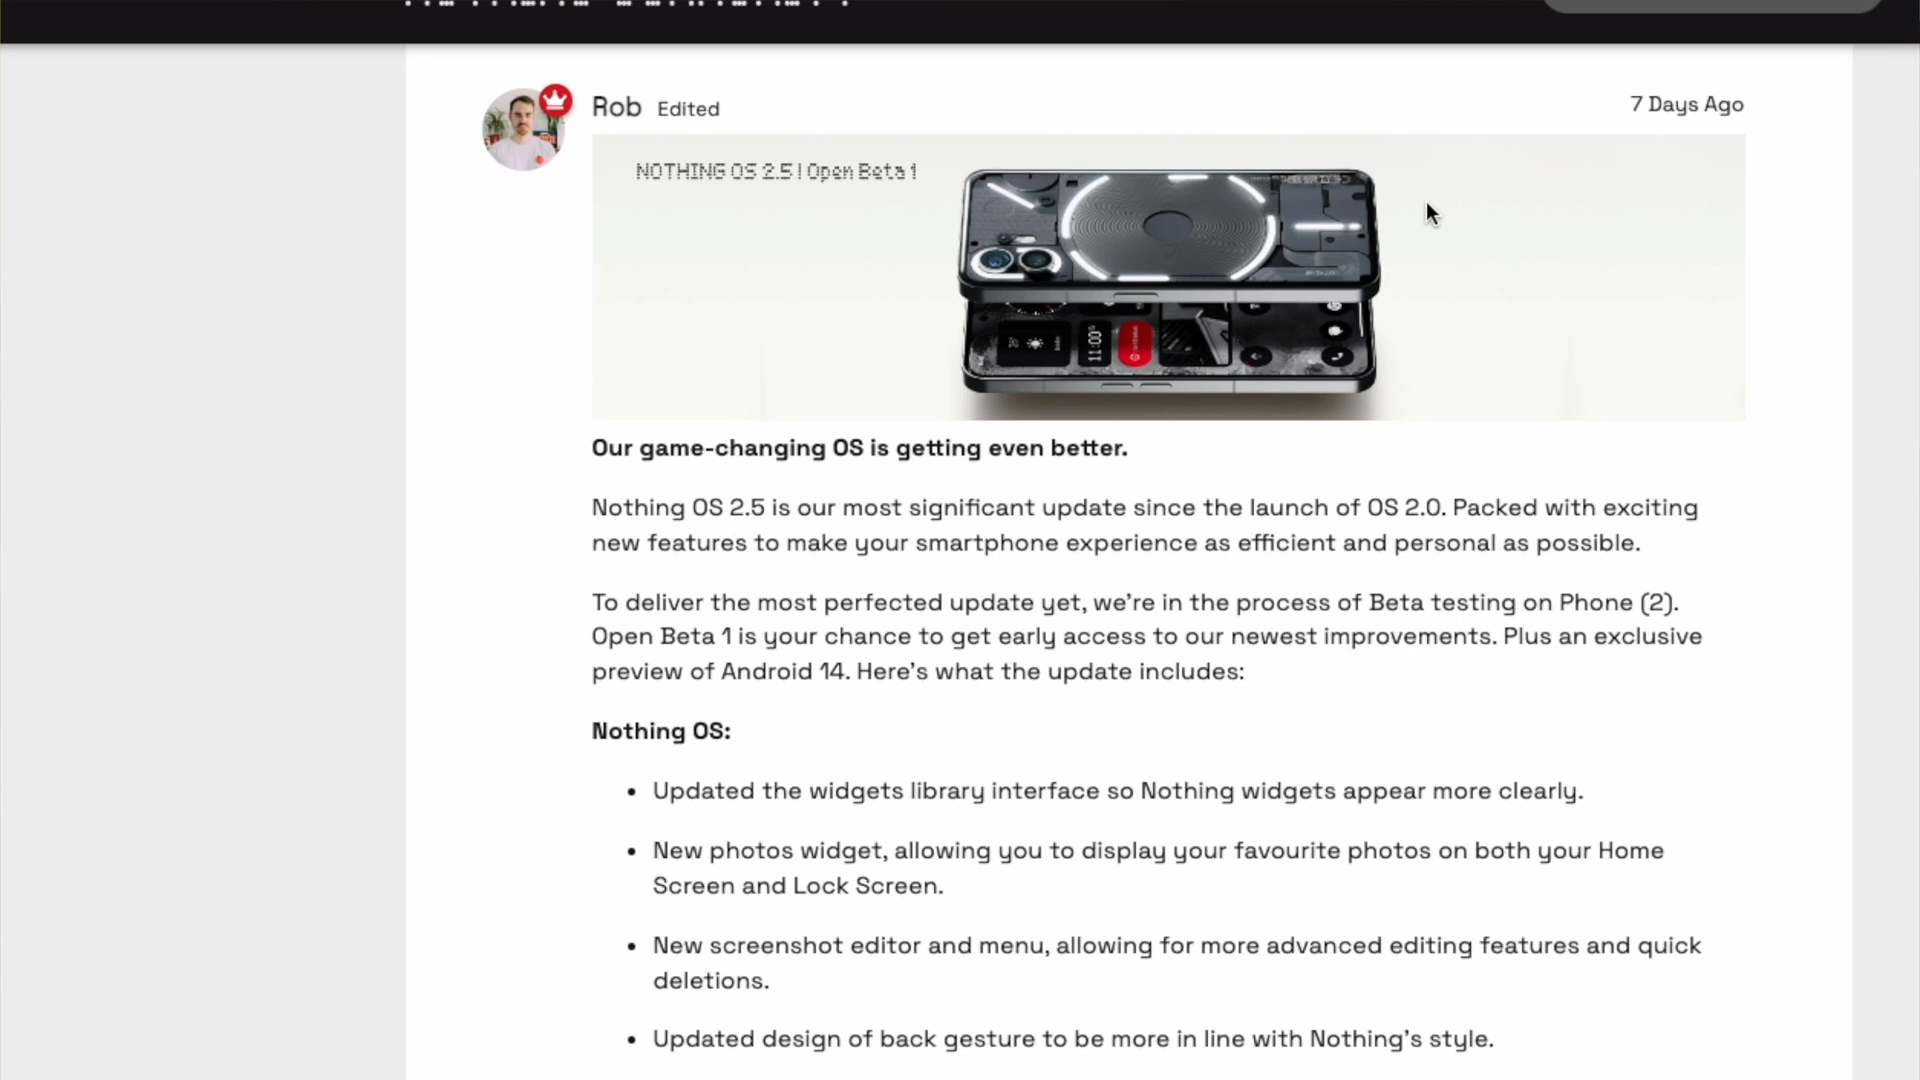 Rob Edited 7 Days Ago
NOTHING OS 2.5 | Open Beta 1
11:00
Our game-changing OS is getting even better.
Nothing OS 2.5 is our most significant update since the launch of OS 2.0. Packed with exciting
new features to make your smartphone experience as efficient and personal as possible.
To deliver the most perfected update yet, we’re in the process of Beta testing on Phone (2).
Open Beta 1 is your chance to get early access to our newest improvements. Plus an exclusive
preview of Android 14. Here’s what the update includes:
Nothing OS:
• Updated the widgets library interface so Nothing widgets appear more clearly.
• New photos widget, allowing you to display your favourite photos on both your Home
Screen and Lock Screen.
• New screenshot editor and menu, allowing for more advanced editing features and quick
deletions.
• Updated design of back gesture to be more in line with Nothing’s style.